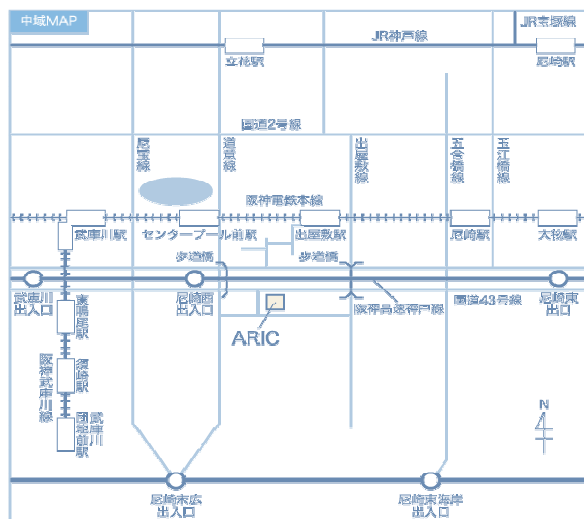 中域MAP
JR宝塚線
JR神戸線
立花駅
尼崎駅
国道2号線
尼宝線
道意線
出屋敷線
五合橋線
玉江橋線
阪神電鉄本線
武庫川駅
センタープール前駅
出屋敷駅
尼崎駅
大物駅
歩道橋
歩道橋
武庫川
出入口
尼崎西
出入口
阪神高速神戸線
国道43号線
尼崎東
出口
東鳴尾駅
ARIC
阪神武庫川線
須崎駅
武庫川
団地前駅
N
尼崎末広
出入口
尼崎東海岸
出入口